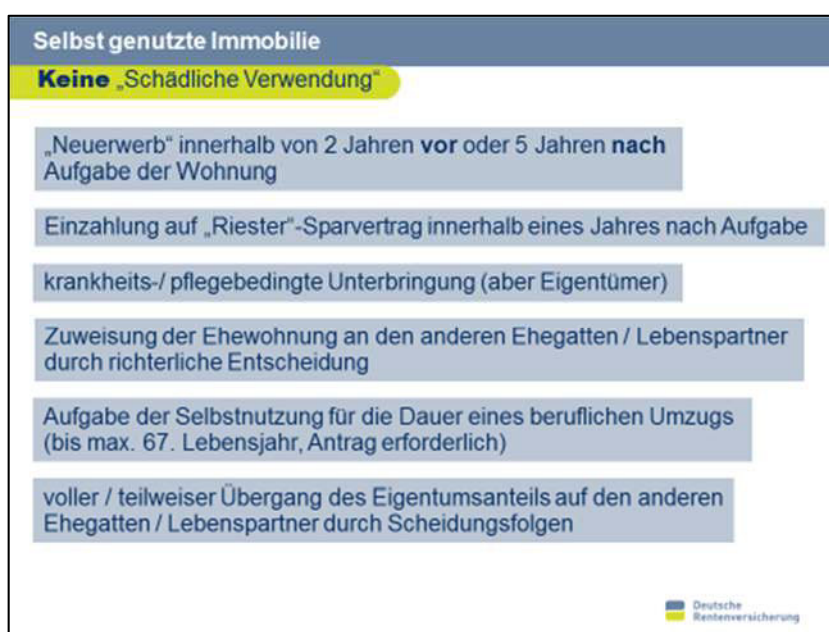 Selbst genutzte Immobilie
Keine „Schädliche Verwendung“
„Neuerwerb“ innerhalb von 2 Jahren vor oder 5 Jahren nach
Aufgabe der Wohnung
Einzahlung auf „Riester“-Sparvertrag innerhalb eines Jahres nach Aufgabe
krankheits-/ pflegebedingte Unterbringung (aber Eigentümer)
Zuweisung der Ehewohnung an den anderen Ehegatten / Lebenspartner
durch richterliche Entscheidung
Aufgabe der Selbstnutzung für die Dauer eines beruflichen Umzugs
(bis max. 67. Lebensjahr, Antrag erforderlich)
voller / teilweiser Übergang des Eigentumsanteils auf den anderen
Ehegatten / Lebenspartner durch Scheidungsfolgen
Deutsche
Rentenversicherung